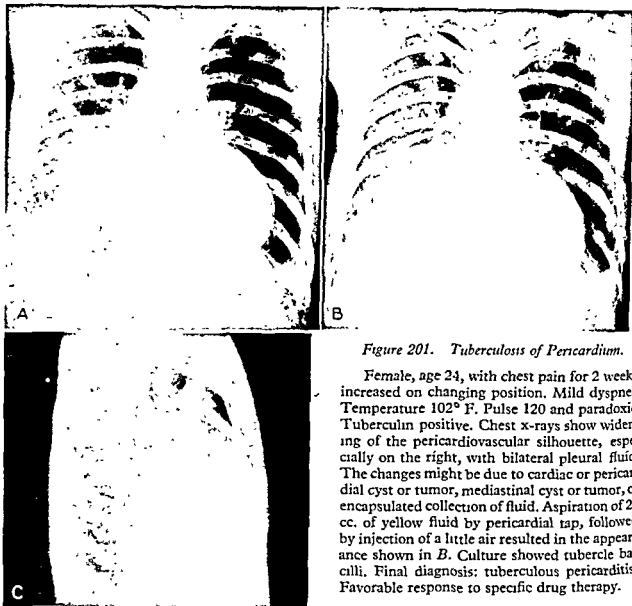 A
B
C
Figure 201. Tuberculosis of Pericardium.
Female, age 24, with chest pain for 2 week
increased on changing position. Mild dyspne
Temperature 102° F. Pulse 120 and paradoxic
Tuberculin positive. Chest x-rays show widen
ing of the pericardiovascular silhouette, espe
cially on the right, with bilateral pleural fluid
The changes might be due to cardiac or pericar
dial cyst or tumor, mediastinal cyst or tumor, o
encapsulated collection of fluid. Aspiration of 2
cc. of yellow fluid by pericardial tap, followe
by injection of a little air resulted in the appear
ance shown in B. Culture showed tubercle ba
cilli. Final diagnosis: tuberculous pericarditis
Favorable response to specific drug therapy.